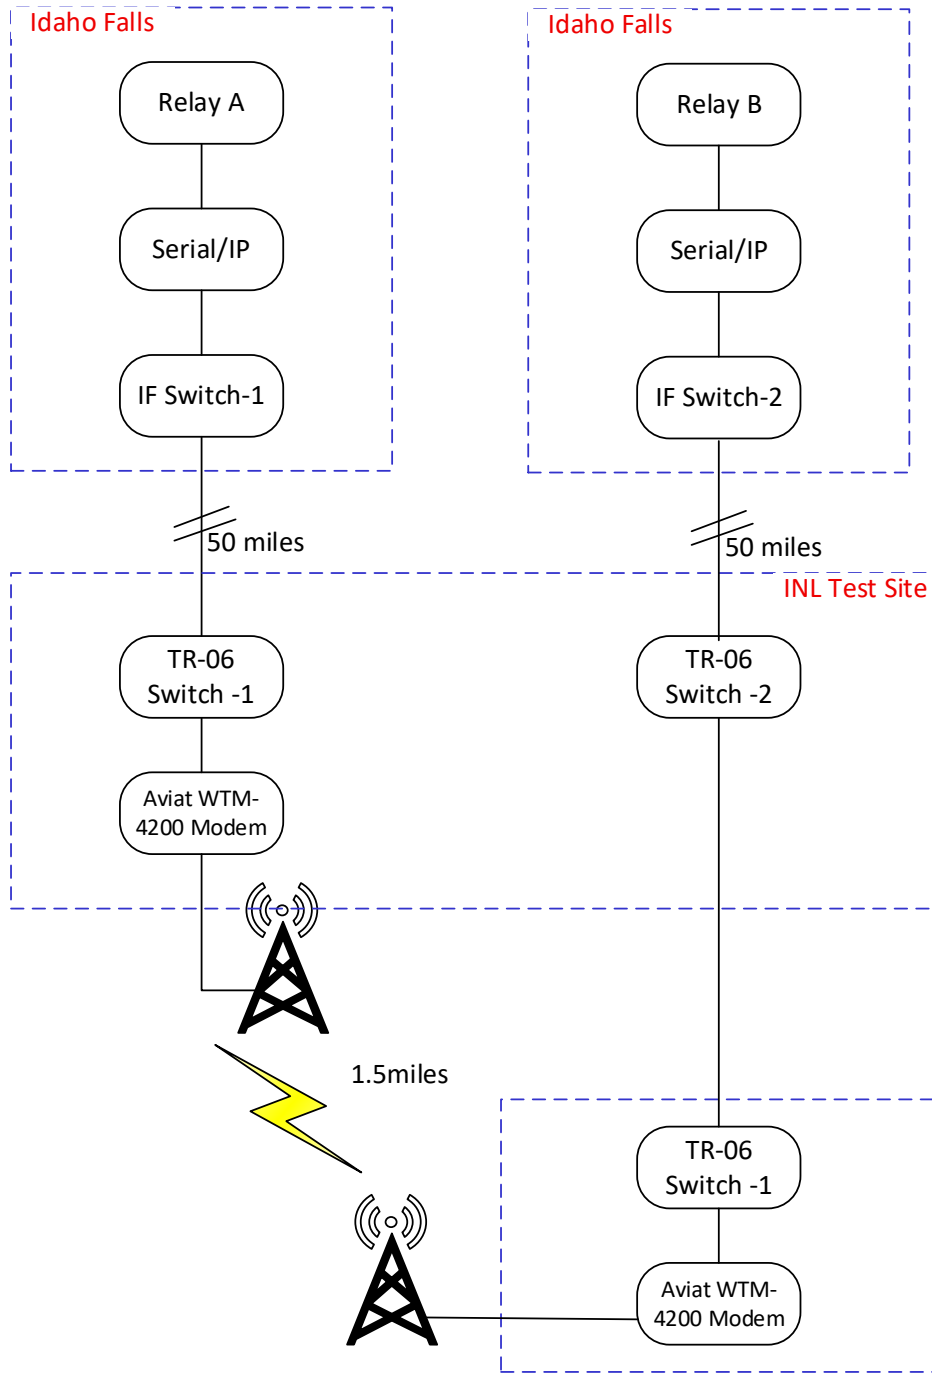 Idaho Falls
Idaho Falls
Relay A
Relay B
Serial/IP
Serial/IP
IF Switch-1
IF Switch-2
50 miles
50 miles
INL Test Site
TR-06
Switch -1
TR-06
Switch -2
Aviat WTM-
4200 Modem
1.5miles
TR-06
Switch -1
Aviat WTM-
4200 Modem